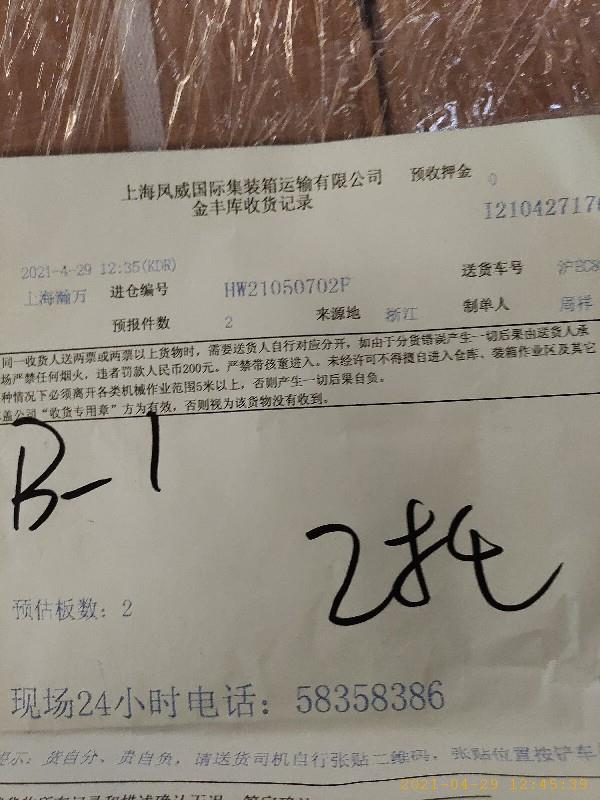 上海风威国际集装箱运输有限公司 预收押金 0
金丰库收货记录
I210427176
2021-4-29 12:35(KDR)
送货车号
上海瀚万 进仓编号 HW21050702F
来源地 浙江 制单人 周祥
预报件数 2
同一收货人送两票或两票以上货物时，需要送货人自行对应分开，如由于分货错误产生一切后果由送货人承
场严禁任何烟火，违者罚款人民币200元。严禁带孩童进入。未经许可不得擅自进入仓库、装箱作业区及其它
种情况下必须离开各类机械作业范围5米以上，否则产生一切后果自负。
盖公司“收货专用章”方为有效，否则视为该货物没有收到。
B-1
2托
预估板数：2
现场24小时电话：58358386
提示：货自分、责自负，请送货司机自行张贴二维码，张贴位置按铲车
2021-04-29 12:45:39